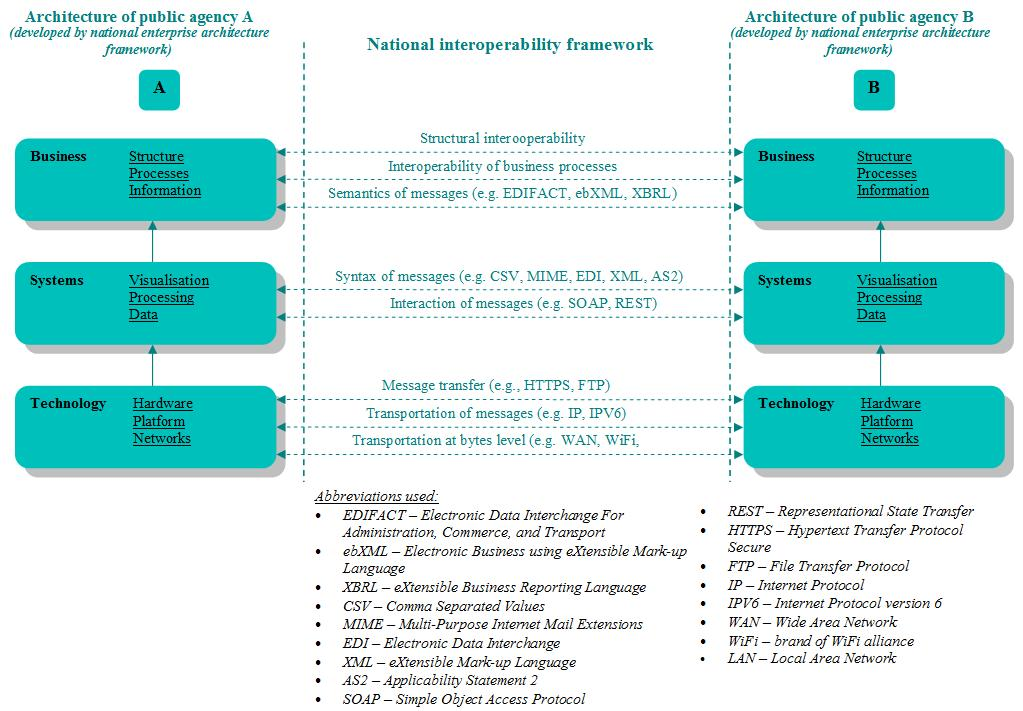 Architecture of public agency A
(developed by national enterprise architecture
framework)
A
National interoperability framework
Architecture of public agency B
(developed by national enterprise architecture
framework)
B
Business
Structure
Processes
Information
Structural interooperability
Interoperability of business processes
Semantics of messages (e.g. EDIFACT, ebXML, XBRL)
Business
Structure
Processes
Information
Systems
Visualisation
Processing
Data
Syntax of messages (e.g. CSV, MIME, EDI, XML, AS2)
Interaction of messages (e.g. SOAP, REST)
Systems
Visualisation
Processing
Data
Technology
Hardware
Platform
Networks
Message transfer (e.g., HTTPS, FTP)
Transportation of messages (e.g. IP, IPV6)
Transportation at bytes level (e.g. WAN, WiFi,
Technology
Hardware
Platform
Networks
Abbreviations used:
• EDIFACT – Electronic Data Interchange For
Administration, Commerce, and Transport
• ebXML – Electronic Business using eXtensible Mark-up
Language
• XBRL – eXtensible Business Reporting Language
• CSV – Comma Separated Values
• MIME – Multi-Purpose Internet Mail Extensions
• EDI – Electronic Data Interchange
• XML – eXtensible Mark-up Language
• AS2 – Applicability Statement 2
• SOAP – Simple Object Access Protocol
• REST – Representational State Transfer
• HTTPS – Hypertext Transfer Protocol
Secure
• FTP – File Transfer Protocol
• IP – Internet Protocol
• IPV6 – Internet Protocol version 6
• WAN – Wide Area Network
• WiFi – brand of WiFi alliance
• LAN – Local Area Network